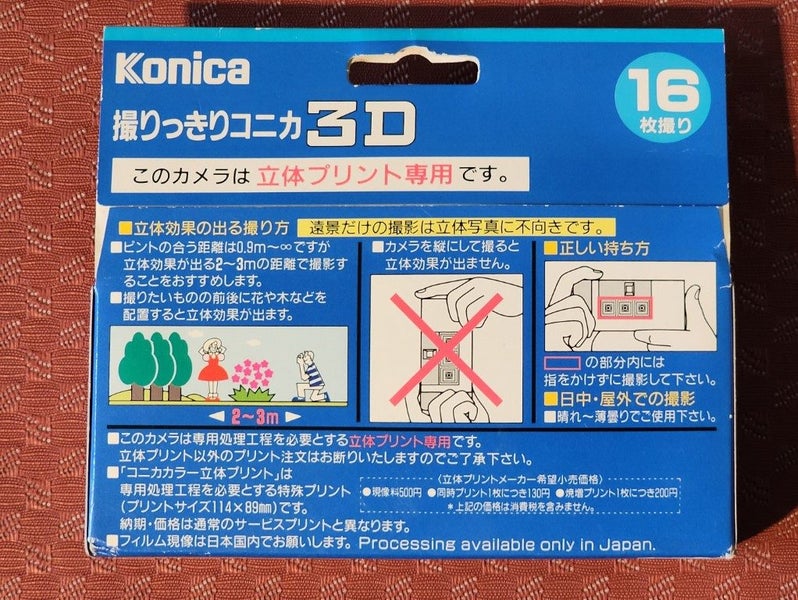 Konica
撮りっきりコニカ3D
16
枚撮り
このカメラは立体プリント専用です。
■立体効果の出る撮り方 遠景だけの撮影は立体写真に不向きです。
■ピントの合う距離は0.9m〜∞ですが
立体効果が出る2〜3mの距離で撮影す
ることをおすすめします。
■撮りたいものの前後に花や木などを
配置すると立体効果が出ます。
2〜3m
■カメラを縦にして撮ると
立体効果が出ません。
■正しい持ち方
の部分内には
指をかけずに撮影して下さい。
■日中・屋外での撮影
■晴れ〜薄曇りでご使用下さい。
■このカメラは専用処理工程を必要とする立体プリント専用です。
立体プリント以外のプリント注文はお断りいたしますのでご了承下さい。
■「コニカカラー立体プリント」は
専用処理工程を必要とする特殊プリント
(プリントサイズ114×89mm)です。
納期・価格は通常のサービスプリントと異なります。
〈立体プリントメーカー希望小売価格〉
●現像料500円 ●同時プリント1枚につき130円 ●焼増プリント1枚につき200円
*上記の価格は消費税を含みません。
■フィルム現像は日本国内でお願いします。Processing available only in Japan.